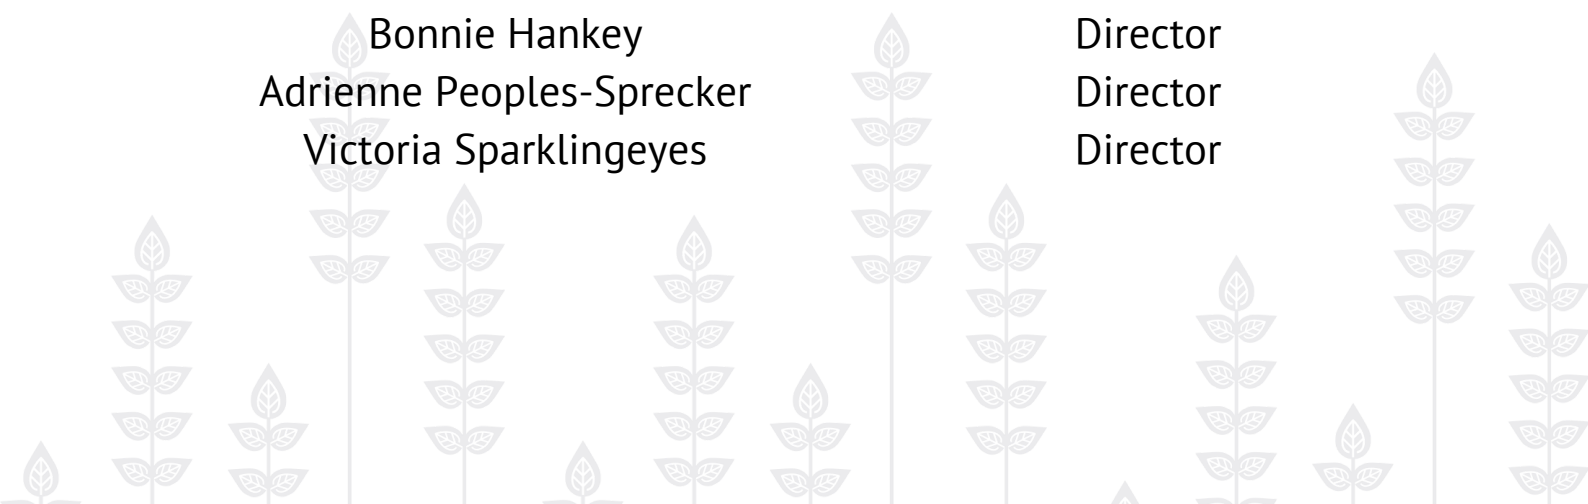 Bonnie Hankey Director
Adrienne Peoples-Sprecker Director
Victoria Sparklingeyes Director